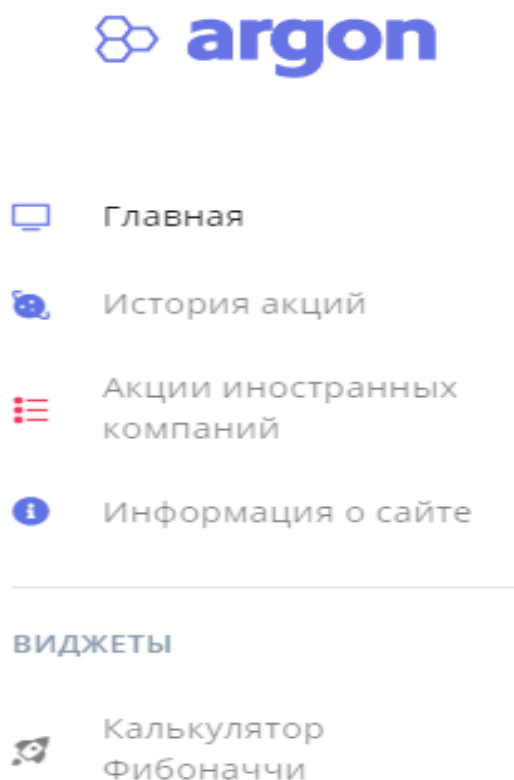 argon
Главная
История акций
Акции иностранных
компаний
Информация о сайте
ВИДЖЕТЫ
Калькулятор
Фибоначчи